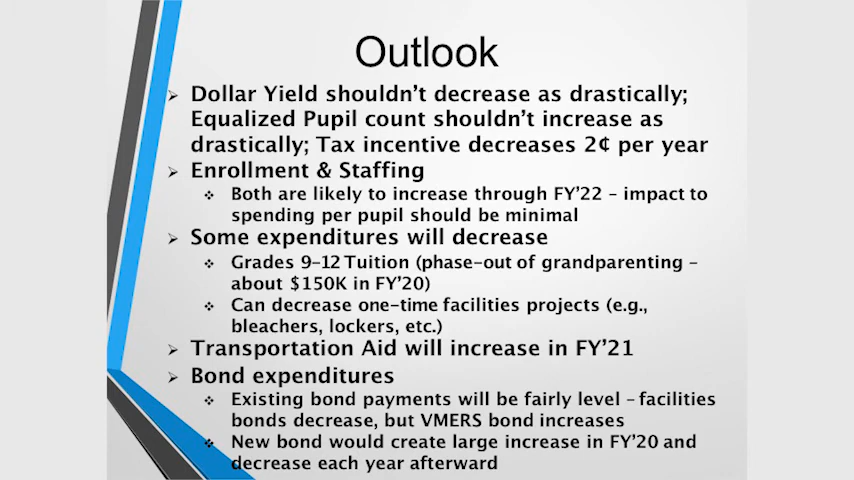 Outlook
Dollar Yield shouldn't decrease as drastically;
Equalized Pupil count shouldn't increase as
drastically; Tax incentive decreases 2¢ per year
Enrollment & Staffing
Both are likely to increase through FY'22 – impact to
spending per pupil should be minimal
Some expenditures will decrease
Grades 9-12 Tuition (phase-out of grandparenting –
about $150K in FY'20)
Can decrease one-time facilities projects (e.g.,
bleachers, lockers, etc.)
Transportation Aid will increase in FY'21
Bond expenditures
Existing bond payments will be fairly level – facilities
bonds decrease, but VMERS bond increases
New bond would create large increase in FY'20 and
decrease each year afterward